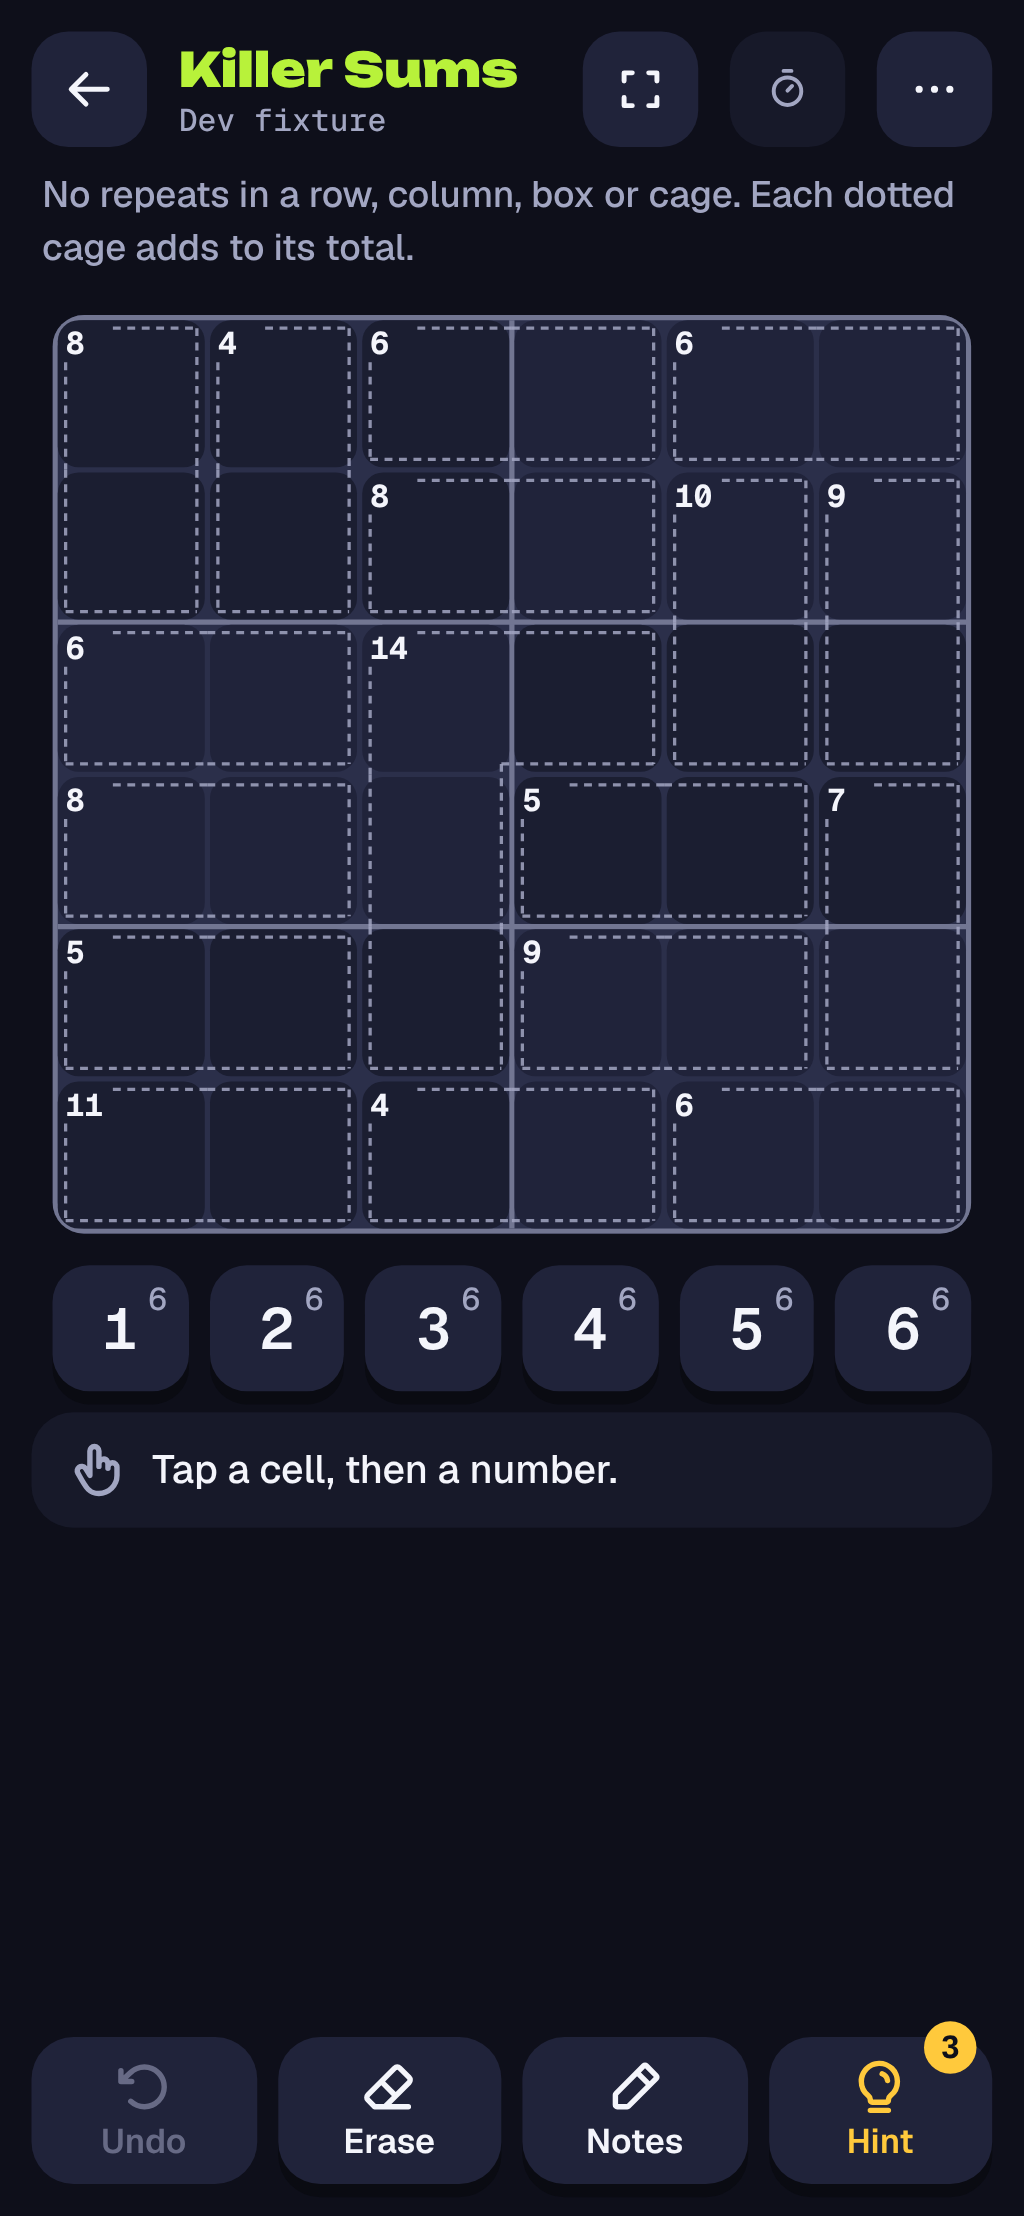 Killer Sums
Dev fixture
No repeats in a row, column, box or cage. Each dotted
cage adds to its total.
8 4 6 6
8 10 9
6 14
8 5 7
5 9
11 4 6
1 6 2 6 3 6 4 6 5 6 6 6
Tap a cell, then a number.
3
Undo Erase Notes Hint